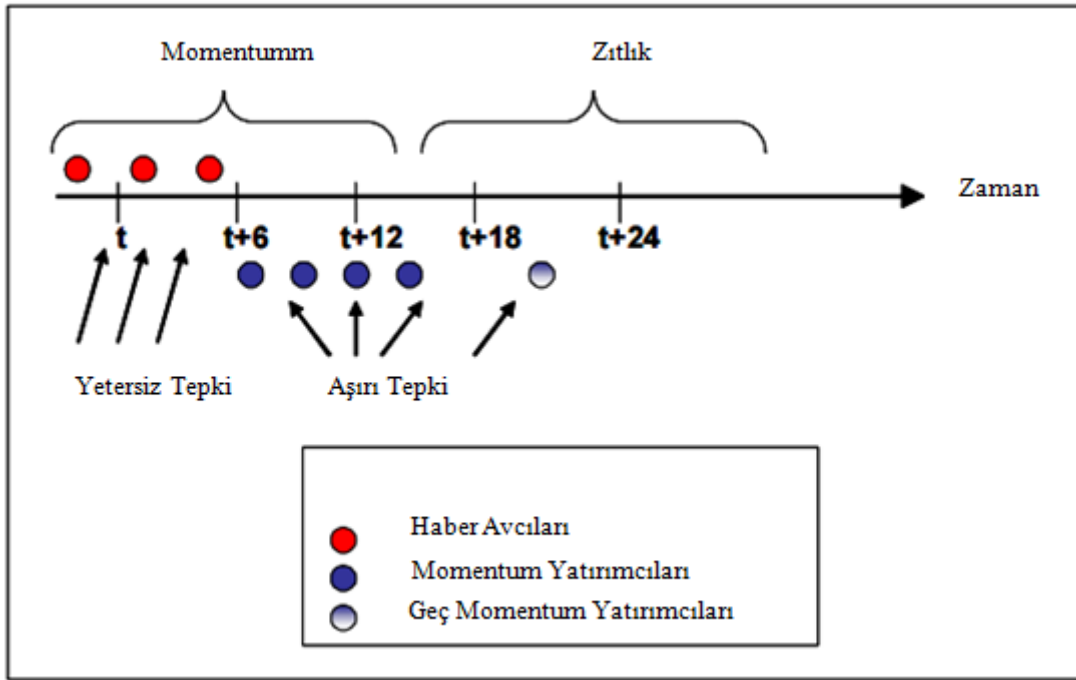 Momentumm
Zıtlık
Zaman
t
t+6
t+12
t+18
t+24
Yetersiz Tepki
Aşırı Tepki
Haber Avcıları
Momentum Yatırımcıları
Geç Momentum Yatırımcıları